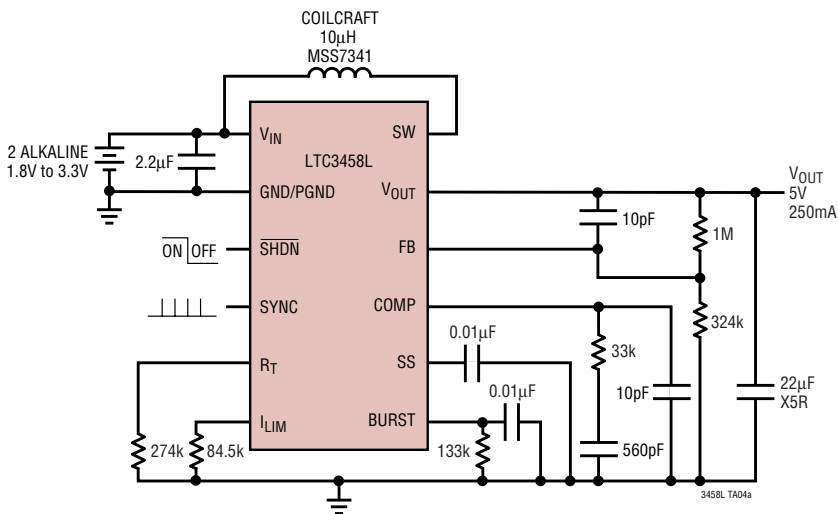 COILCRAFT
10µH
MSS7341
2 ALKALINE
1.8V to 3.3V
2.2µF
VIN
SW
LTC3458L
GND/PGND
VOUT
VOUT
5V
250mA
10pF
1M
ON OFF
SHDN
FB
SYNC
COMP
324k
0.01µF
33k
RT
SS
0.01µF
10pF
22µF
X5R
ILIM
BURST
274k
84.5k
133k
560pF
3458L TA04a